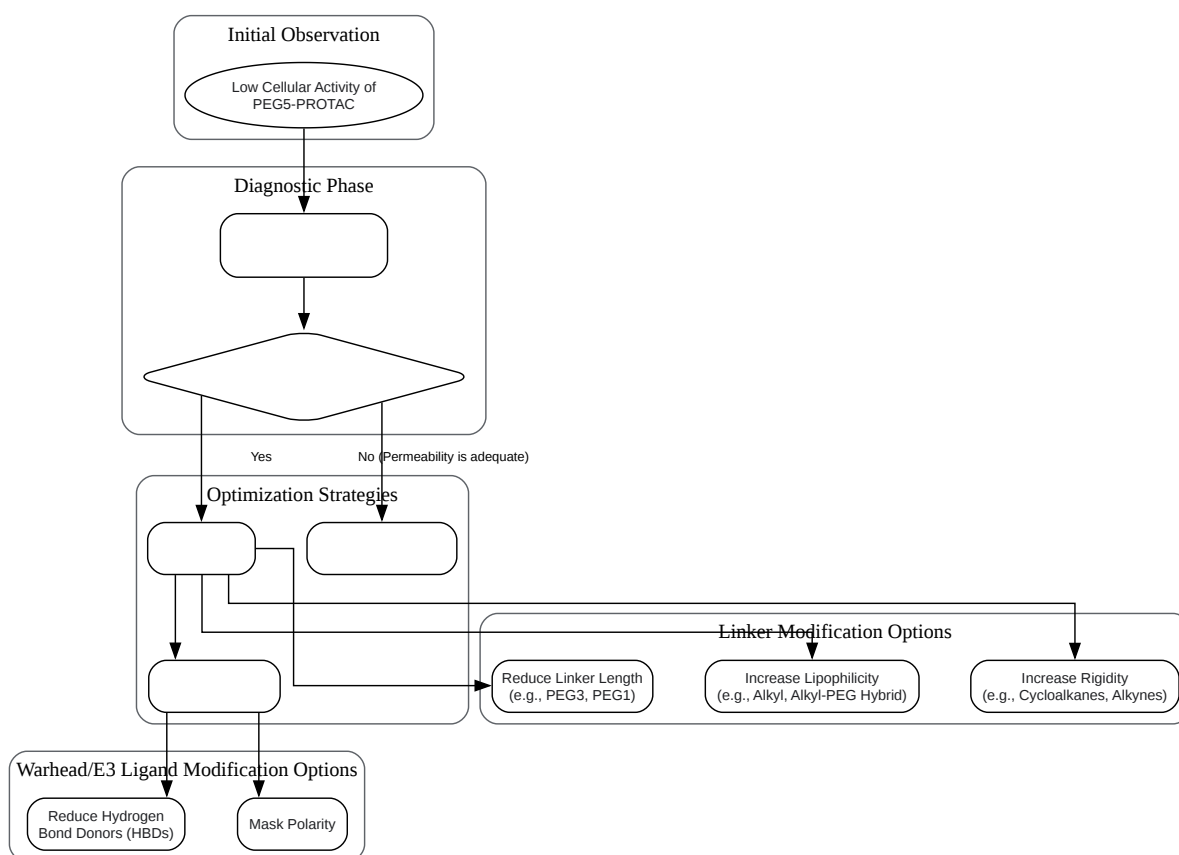 Initial Observation
Low Cellular Activity of
PEG5-PROTAC
Diagnostic Phase
Yes
No (Permeability is adequate)
Optimization Strategies
Linker Modification Options
Reduce Linker Length
(e.g., PEG3, PEG1)
Increase Lipophilicity
(e.g., Alkyl, Alkyl-PEG Hybrid)
Increase Rigidity
(e.g., Cycloalkanes, Alkynes)
Warhead/E3 Ligand Modification Options
Reduce Hydrogen
Bond Donors (HBDs)
Mask Polarity